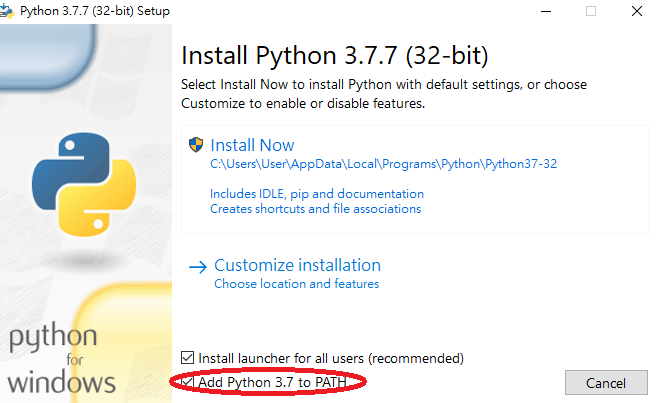 Python 3.7.7 (32-bit) Setup
Install Python 3.7.7 (32-bit)
Select Install Now to install Python with default settings, or choose
Customize to enable or disable features.
Install Now
C:\Users\User\AppData\Local\Programs\Python\Python37-32
Includes IDLE, pip and documentation
Creates shortcuts and file associations
Customize installation
Choose location and features
python
for
windows
Install launcher for all users (recommended)
Add Python 3.7 to PATH
Cancel